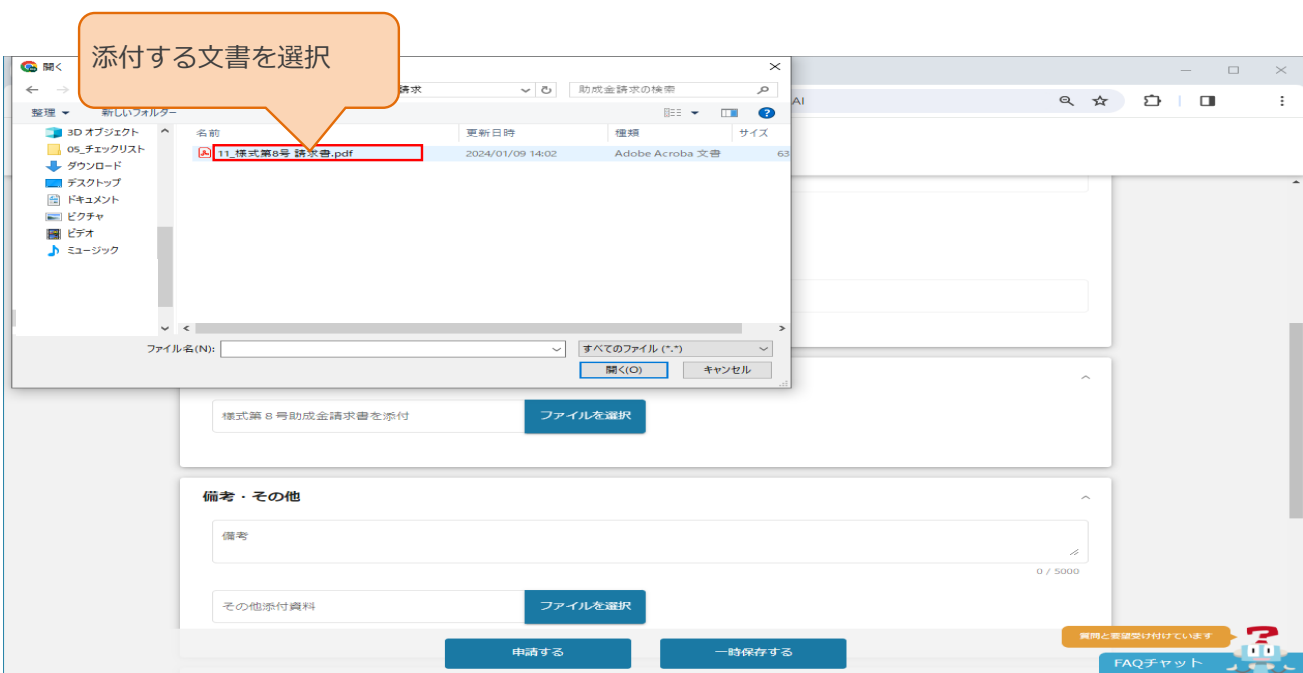 添付する文書を選択
開く
請求
助成金請求の検索
AI
整理
新しいフォルダー
3D オブジェクト
05_チェックリスト
ダウンロード
デスクトップ
ドキュメント
ピクチャ
ビデオ
ミュージック
名前 更新日時 種類 サイズ
11_様式第8号 請求書.pdf 2024/01/09 14:02 Adobe Acroba 文書 63
ファイル名(N): すべてのファイル (*.*)
開く(O) キャンセル
様式第８号助成金請求書を添付 ファイルを選択
備考・その他
備考
0 / 5000
その他添付資料 ファイルを選択
申請する 一時保存する
質問と要望受け付けています
FAQチャット